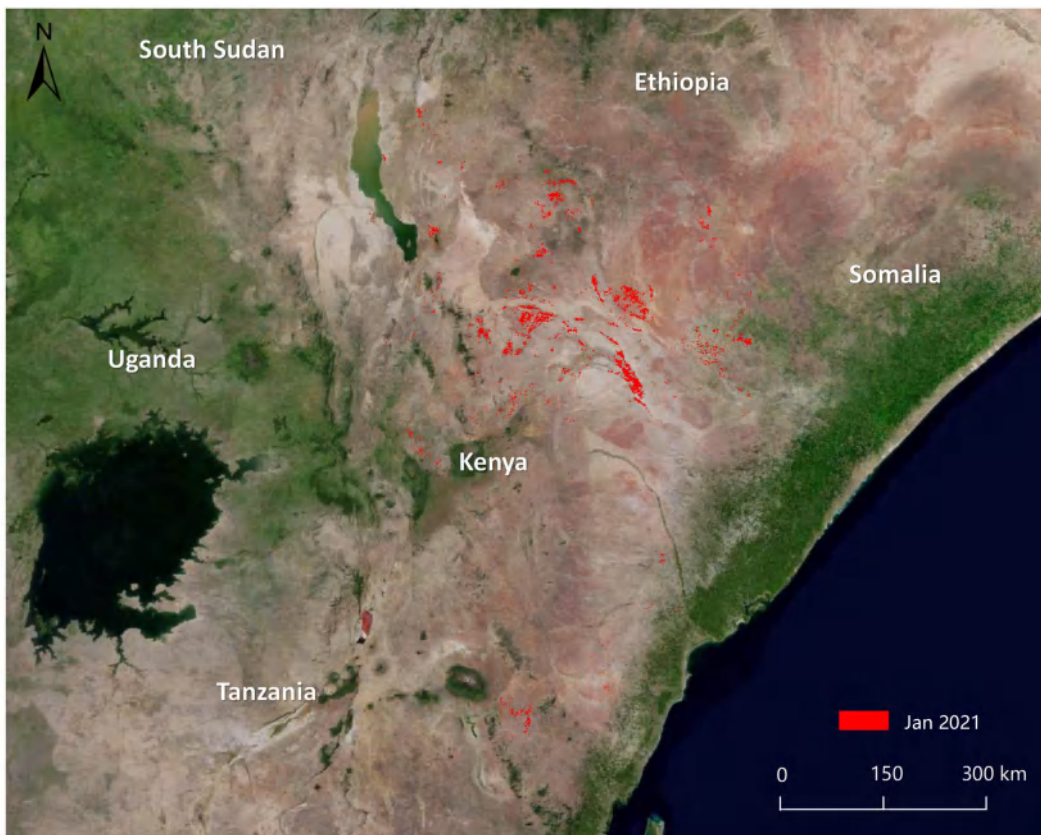 N
South Sudan
Ethiopia
Somalia
Uganda
Kenya
Tanzania
Jan 2021
0 150 300 km